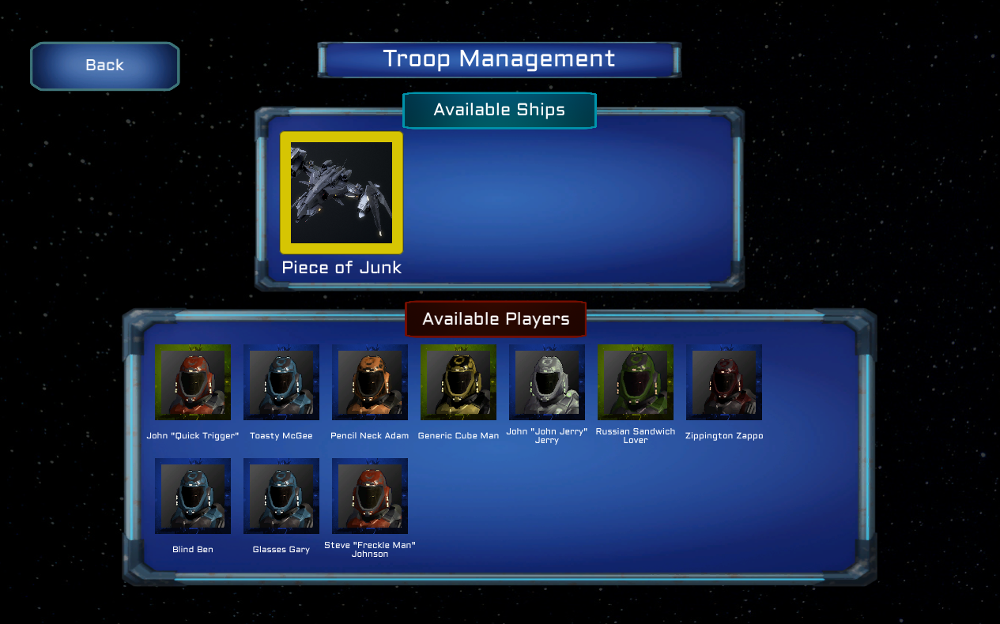 Back
Troop Management
Available Ships
Piece of Junk
Available Players
John "Quick Trigger"
Toasty McGee
Pencil Neck Adam
Generic Cube Man
John "John Jerry"
Jerry
Russian Sandwich
Lover
Zippington Zappo
Blind Ben
Glasses Gary
Steve "Freckle Man"
Johnson